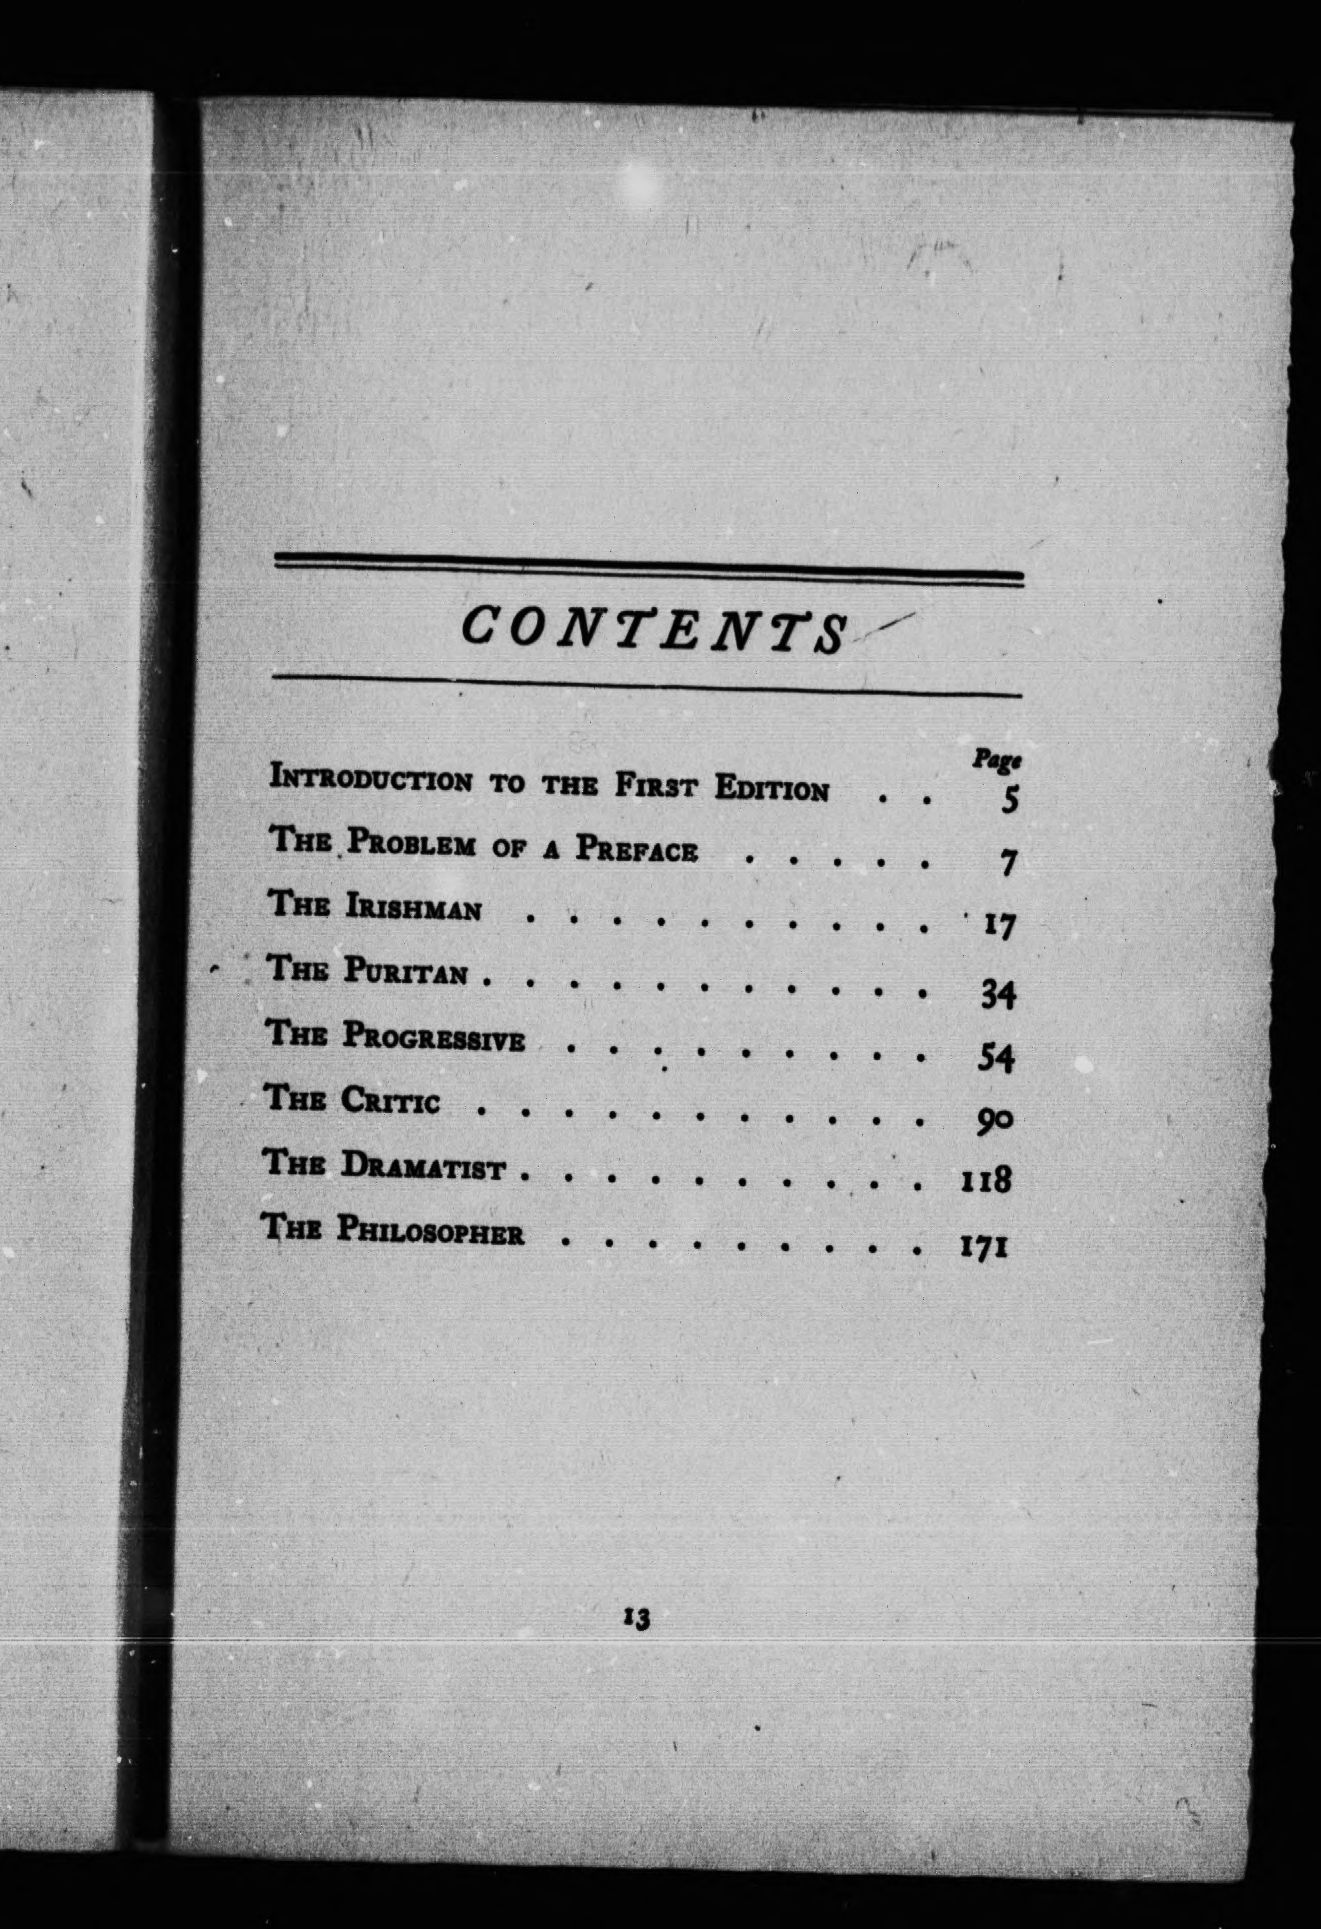 CONTENTS
Page
INTRODUCTION TO THE FIRST EDITION . . 5
THE PROBLEM OF A PREFACE . . . . . 7
THE IRISHMAN . . . . . . . . . . 17
THE PURITAN . . . . . . . . . . . 34
THE PROGRESSIVE . . . . . . . . . 54
THE CRITIC . . . . . . . . . . . 90
THE DRAMATIST . . . . . . . . . . 118
THE PHILOSOPHER . . . . . . . . . 171
13